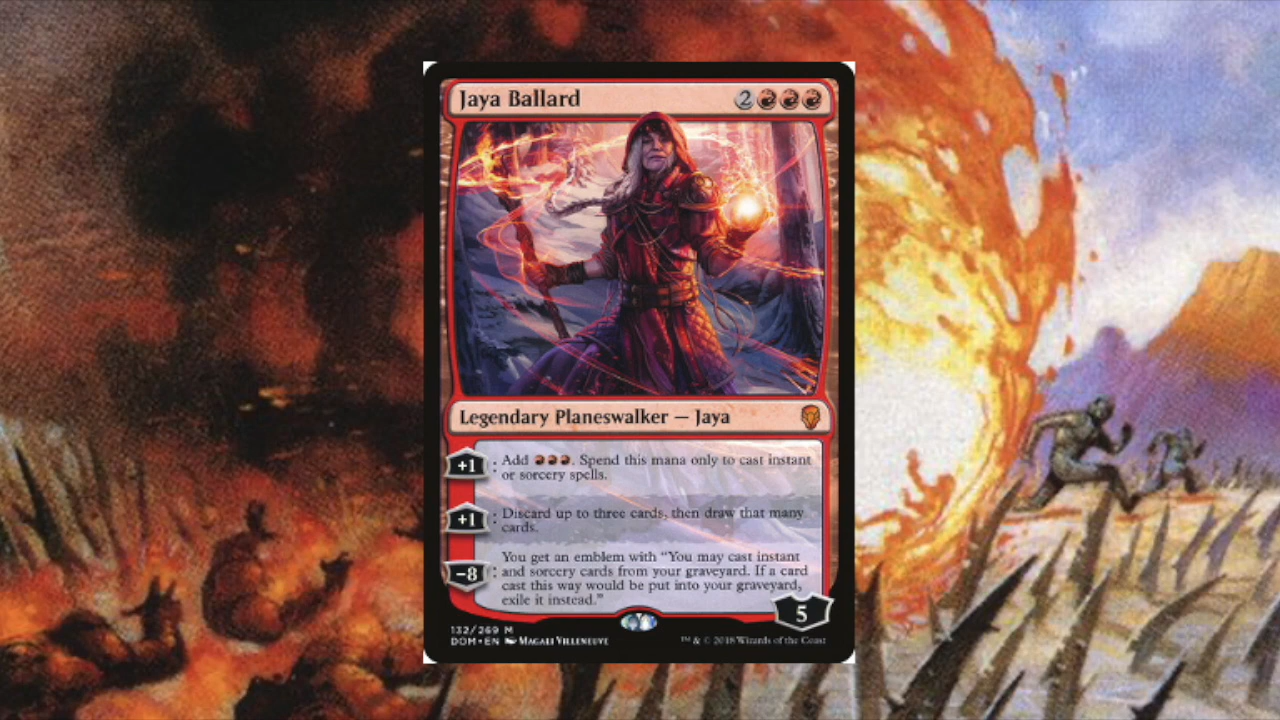 Jaya Ballard 2
Legendary Planeswalker — Jaya
+1 : Add. Spend this mana only to cast instant
or sorcery spells.
+1 : Discard up to three cards, then draw that many
cards.
You get an emblem with “You may cast instant
and sorcery cards from your graveyard. If a card
−8 : cast this way would be put into your graveyard,
exile it instead.”
5
132/269 M
DOM • EN Magali Villeneuve ™ & © 2018 Wizards of the Coast